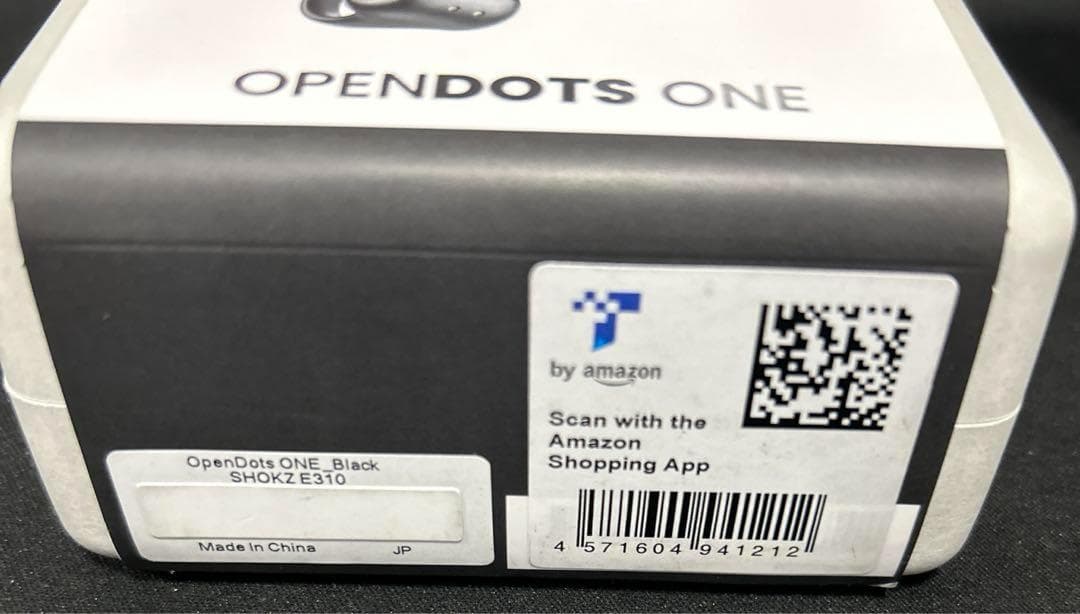 OPENDOTS ONE
by amazon
Scan with the
Amazon
Shopping App
4 571604 941212
OpenDots ONE_Black
SHOKZ E310
Made In China JP